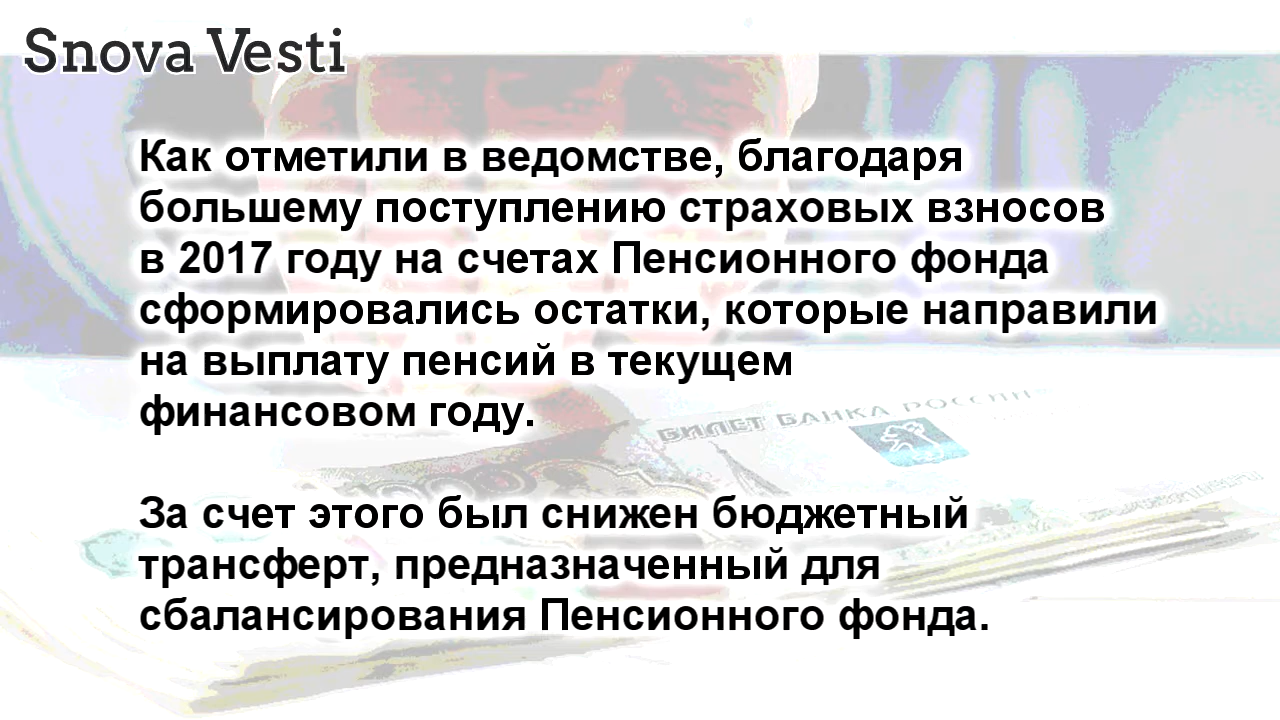 Snova Vesti
Как отметили в ведомстве, благодаря
большему поступлению страховых взносов
в 2017 году на счетах Пенсионного фонда
сформировались остатки, которые направили
на выплату пенсий в текущем
финансовом году.
БИЛЕТ БАНКА РОССИИ
За счет этого был снижен бюджетный
трансферт, предназначенный для
сбалансирования Пенсионного фонда.